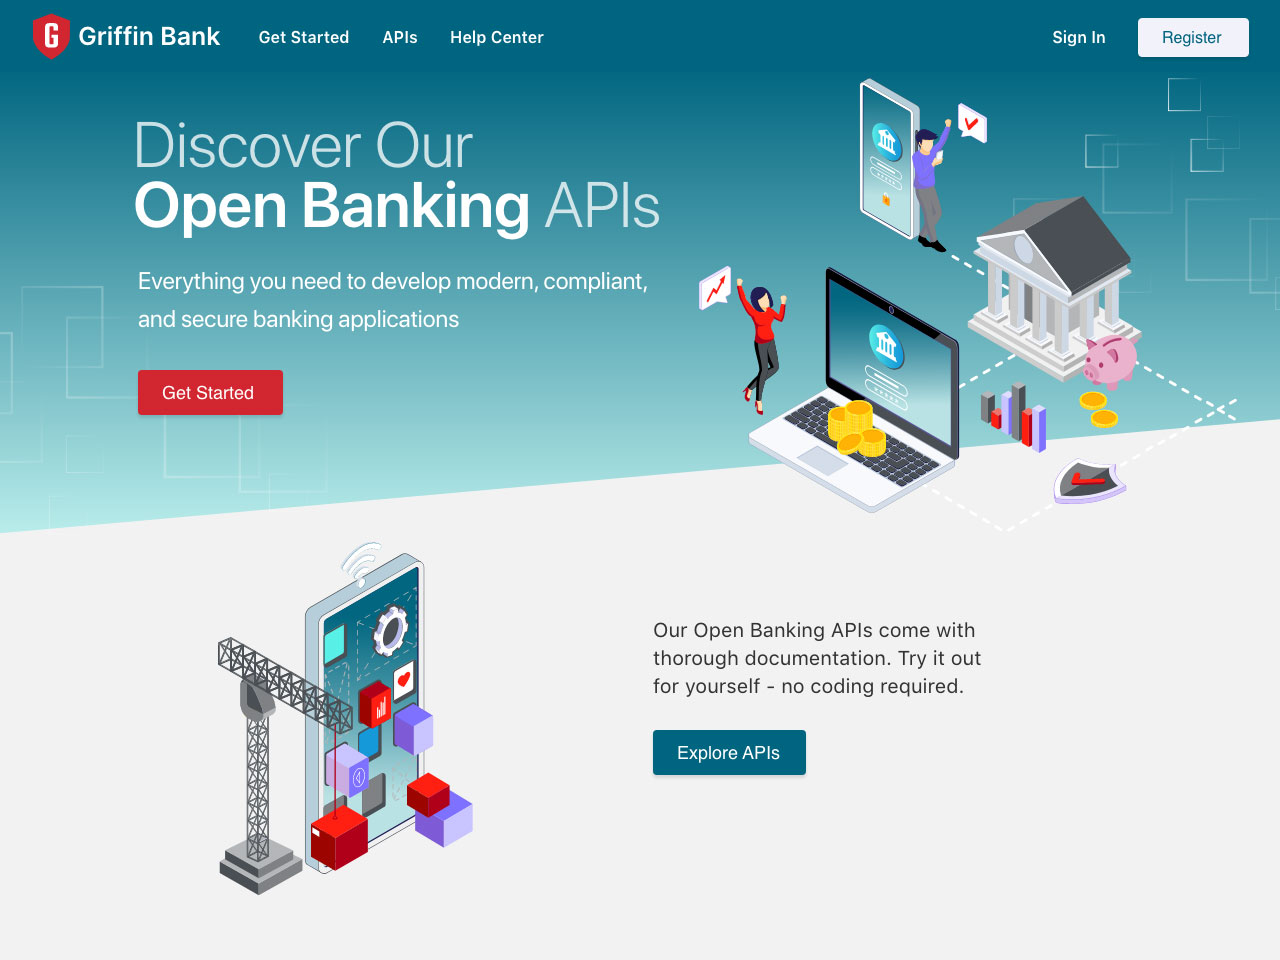 G Griffin Bank
Get Started
APIs
Help Center
Sign In
Register
Discover Our
Open Banking APIs
Everything you need to develop modern, compliant,
and secure banking applications
Get Started
Our Open Banking APIs come with
thorough documentation. Try it out
for yourself - no coding required.
Explore APIs